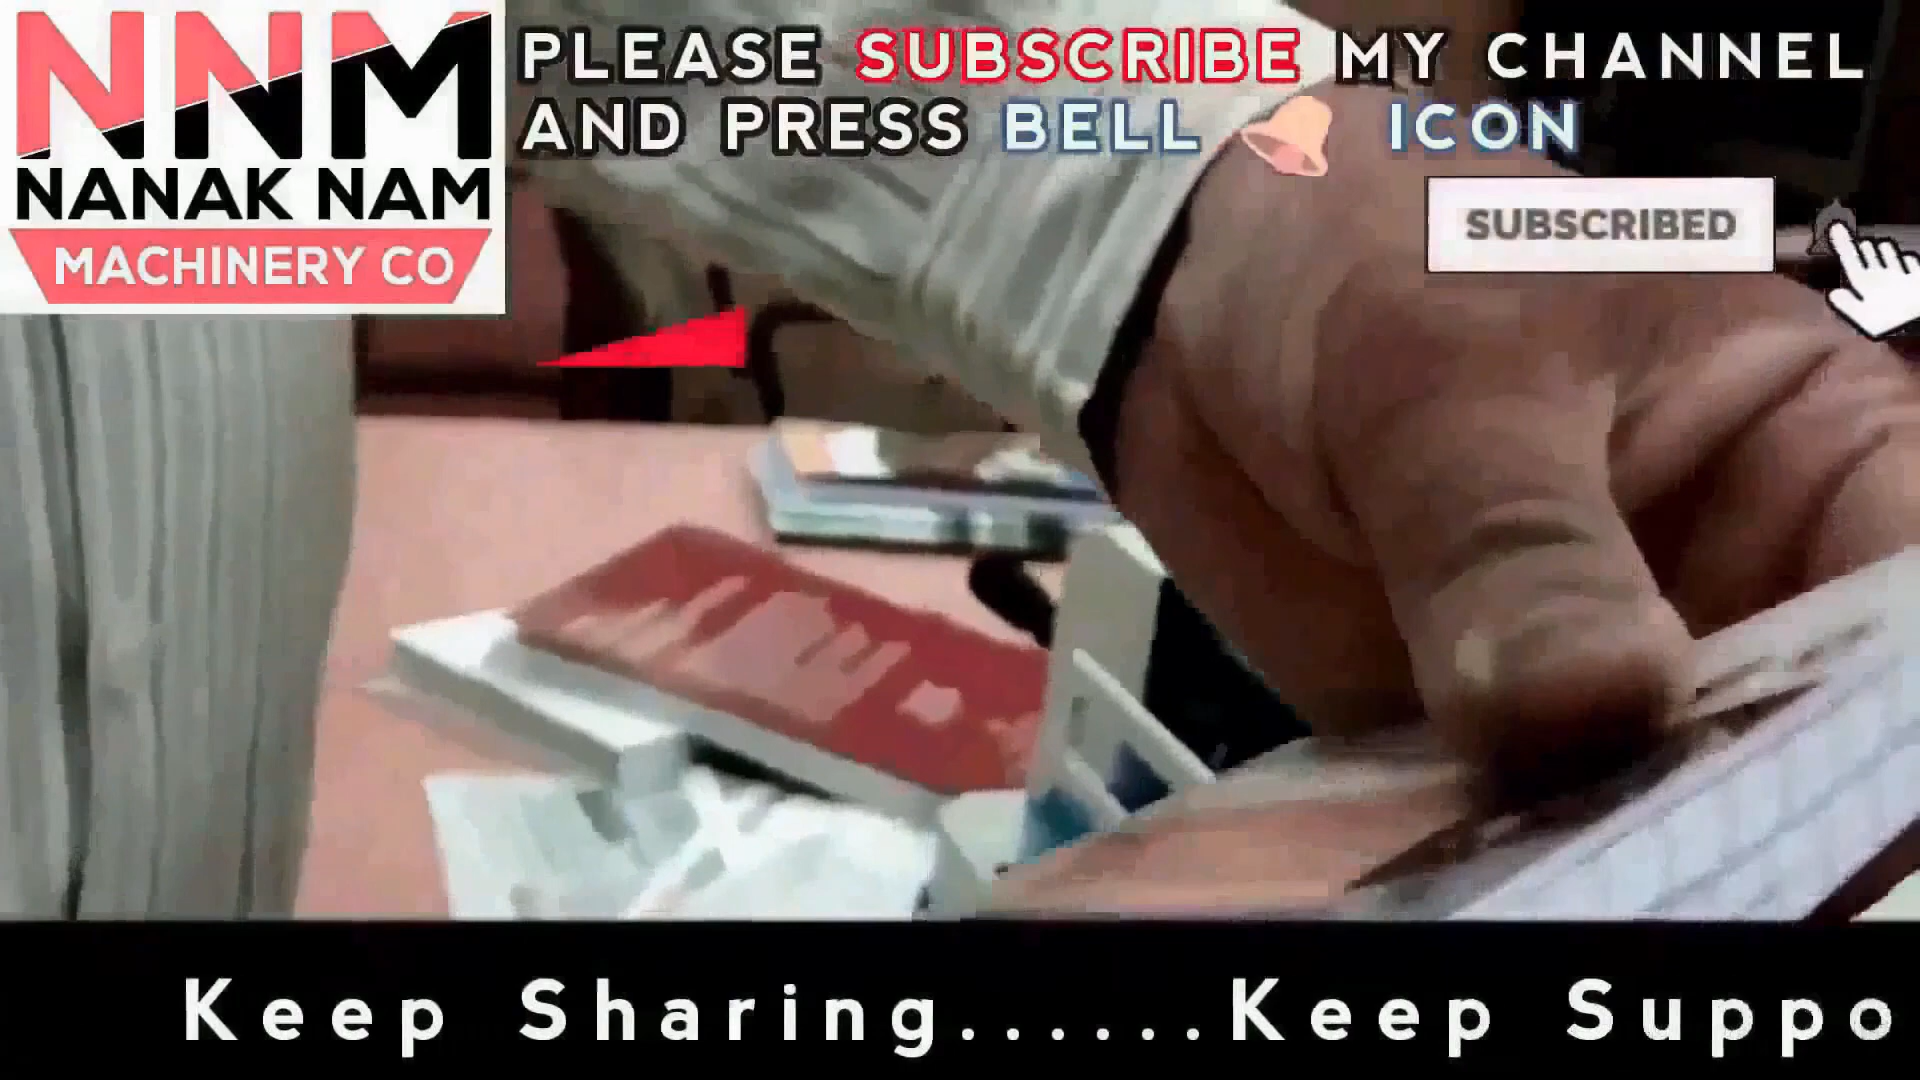 NNM
NANAK NAM
MACHINERY CO
PLEASE SUBSCRIBE MY CHANNEL
AND PRESS BELL ICON
SUBSCRIBED
Keep Sharing......Keep Suppo